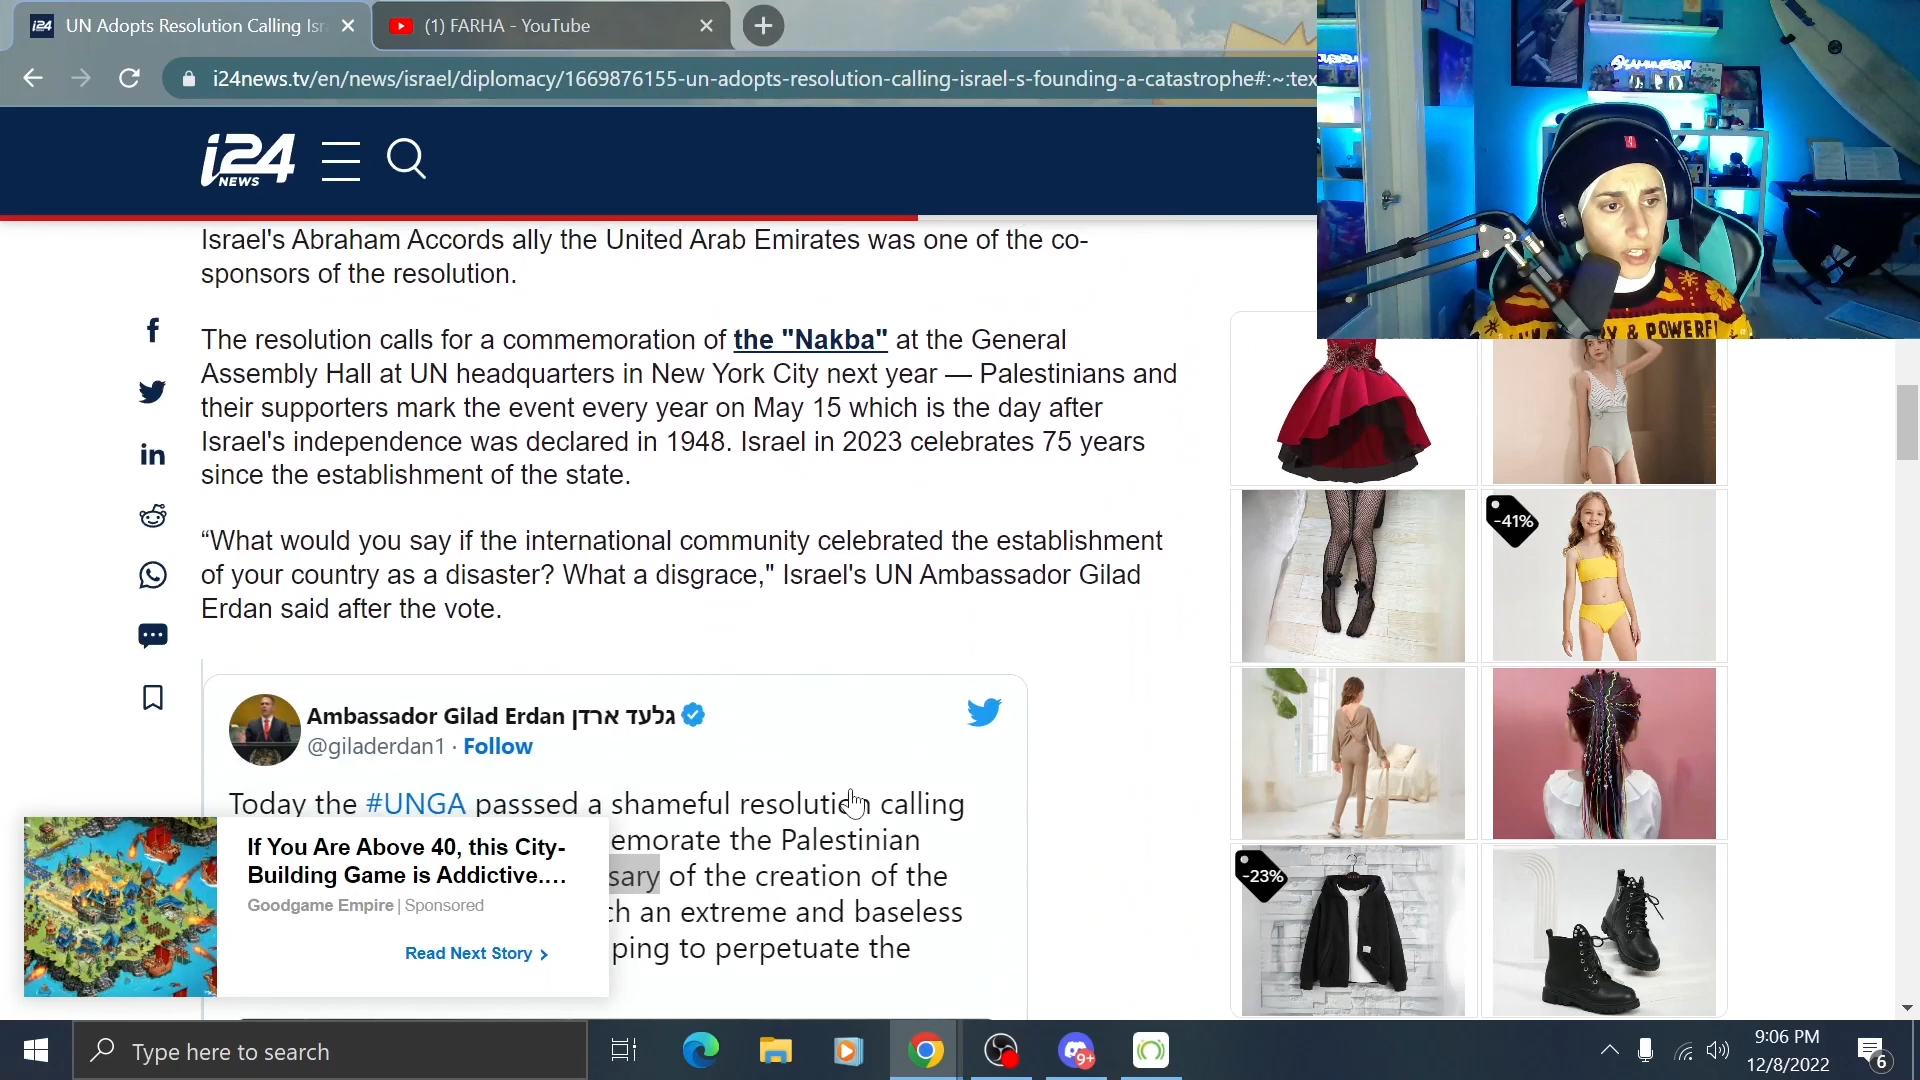 i24 UN Adopts Resolution Calling Isr
(1) FARHA - YouTube
i24news.tv/en/news/israel/diplomacy/1669876155-un-adopts-resolution-calling-israel-s-founding-a-catastrophe#:~:tex
i24
NEWS
Israel's Abraham Accords ally the United Arab Emirates was one of the co-
sponsors of the resolution.
The resolution calls for a commemoration of the "Nakba" at the General
Assembly Hall at UN headquarters in New York City next year — Palestinians and
their supporters mark the event every year on May 15 which is the day after
Israel's independence was declared in 1948. Israel in 2023 celebrates 75 years
since the establishment of the state.
“What would you say if the international community celebrated the establishment
of your country as a disaster? What a disgrace," Israel's UN Ambassador Gilad
Erdan said after the vote.
Ambassador Gilad Erdan גלעד ארדן
@giladerdan1 · Follow
Today the #UNGA passsed a shameful resolution calling
emorate the Palestinian
sary of the creation of the
ch an extreme and baseless
ping to perpetuate the
If You Are Above 40, this City-
Building Game is Addictive....
Goodgame Empire | Sponsored
Read Next Story >
-41%
-23%
& POWERF
Type here to search
9+
9:06 PM
12/8/2022
6